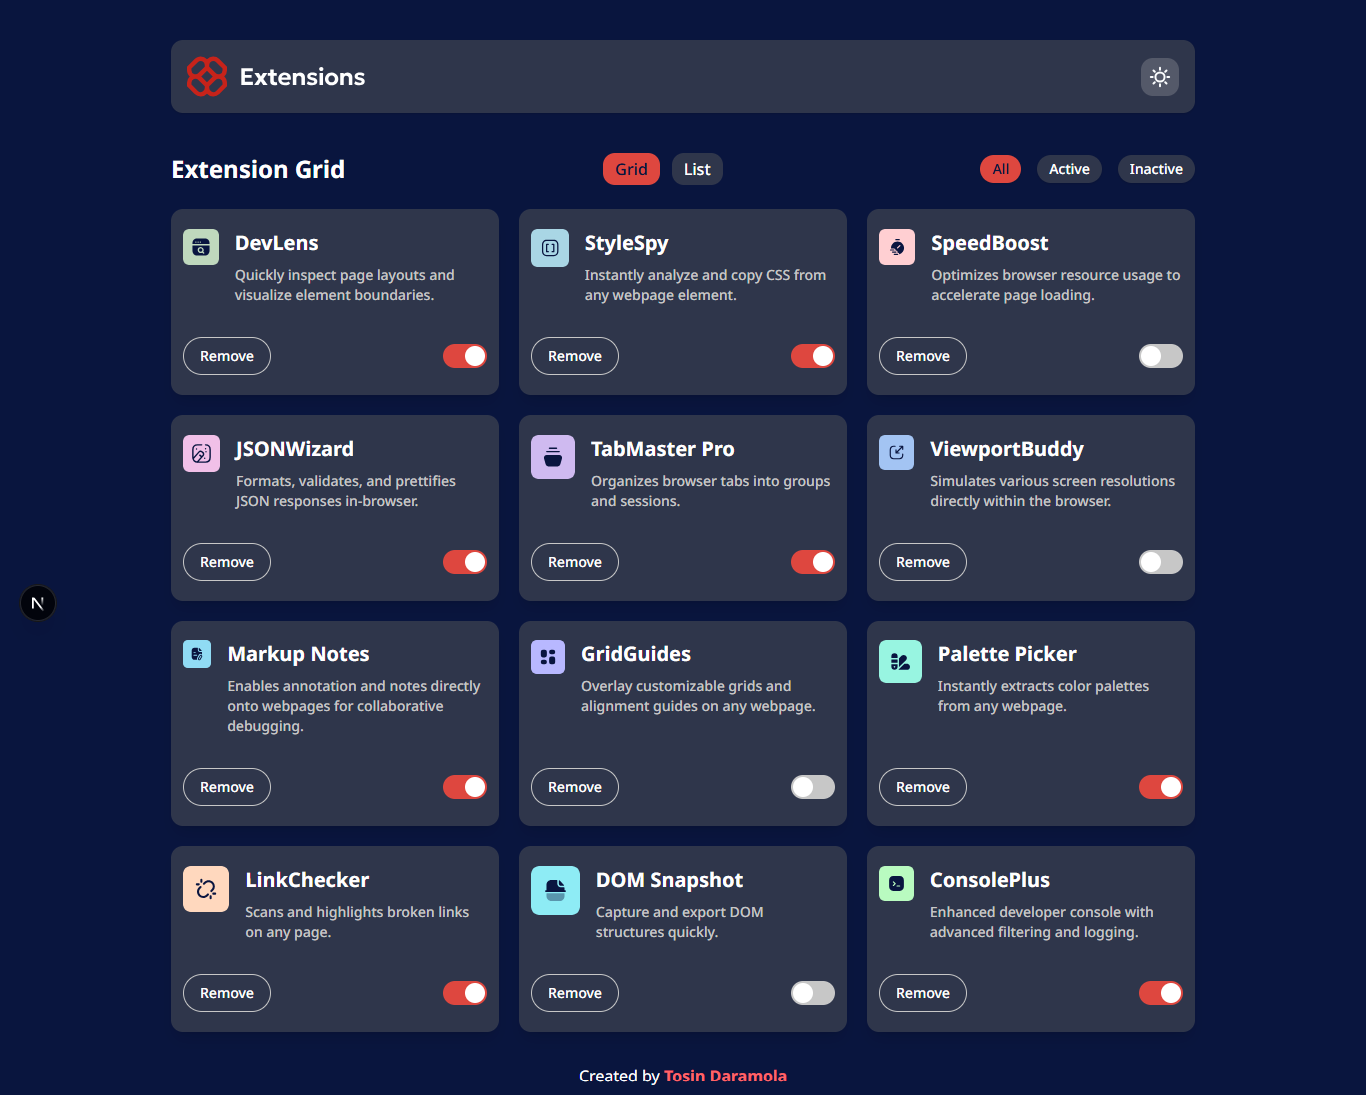 Extensions
Extension Grid
Grid
List
All
Active
Inactive
DevLens
Quickly inspect page layouts and
visualize element boundaries.
Remove
StyleSpy
Instantly analyze and copy CSS from
any webpage element.
Remove
SpeedBoost
Optimizes browser resource usage to
accelerate page loading.
Remove
JSONWizard
Formats, validates, and prettifies
JSON responses in-browser.
Remove
TabMaster Pro
Organizes browser tabs into groups
and sessions.
Remove
ViewportBuddy
Simulates various screen resolutions
directly within the browser.
Remove
N
Markup Notes
Enables annotation and notes directly
onto webpages for collaborative
debugging.
Remove
GridGuides
Overlay customizable grids and
alignment guides on any webpage.
Remove
Palette Picker
Instantly extracts color palettes
from any webpage.
Remove
LinkChecker
Scans and highlights broken links
on any page.
Remove
DOM Snapshot
Capture and export DOM
structures quickly.
Remove
ConsolePlus
Enhanced developer console with
advanced filtering and logging.
Remove
Created by Tosin Daramola